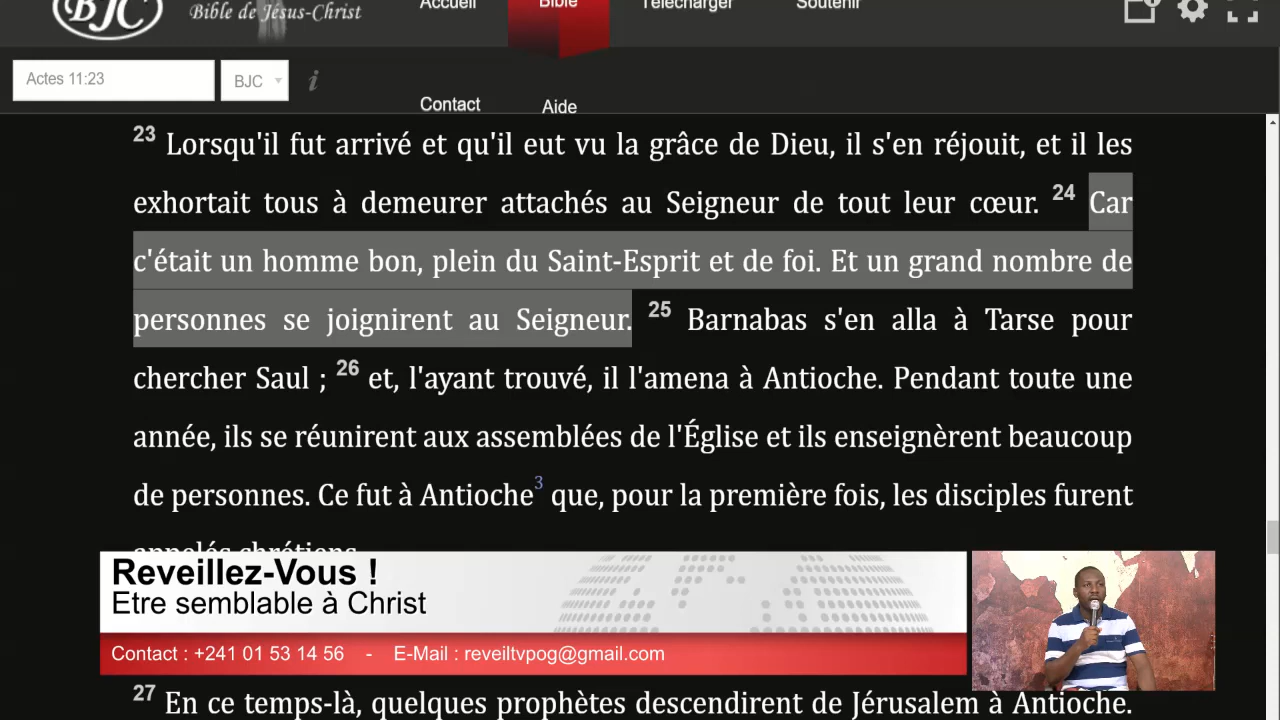 Accueil
Bible
Télécharger
Soutenir
BJC
Bible de Jésus-Christ
Actes 11:23
BJC
i
Contact
Aide
23 Lorsqu'il fut arrivé et qu'il eut vu la grâce de Dieu, il s'en réjouit, et il les
exhortait tous à demeurer attachés au Seigneur de tout leur cœur. 24 Car
c'était un homme bon, plein du Saint-Esprit et de foi. Et un grand nombre de
personnes se joignirent au Seigneur. 25 Barnabas s'en alla à Tarse pour
chercher Saul ; 26 et, l'ayant trouvé, il l'amena à Antioche. Pendant toute une
année, ils se réunirent aux assemblées de l'Église et ils enseignèrent beaucoup
de personnes. Ce fut à Antioche3 que, pour la première fois, les disciples furent
appelés chrétiens.
Reveillez-Vous !
Etre semblable à Christ
Contact : +241 01 53 14 56 - E-Mail : reveiltvpog@gmail.com
27 En ce temps-là, quelques prophètes descendirent de Jérusalem à Antioche.